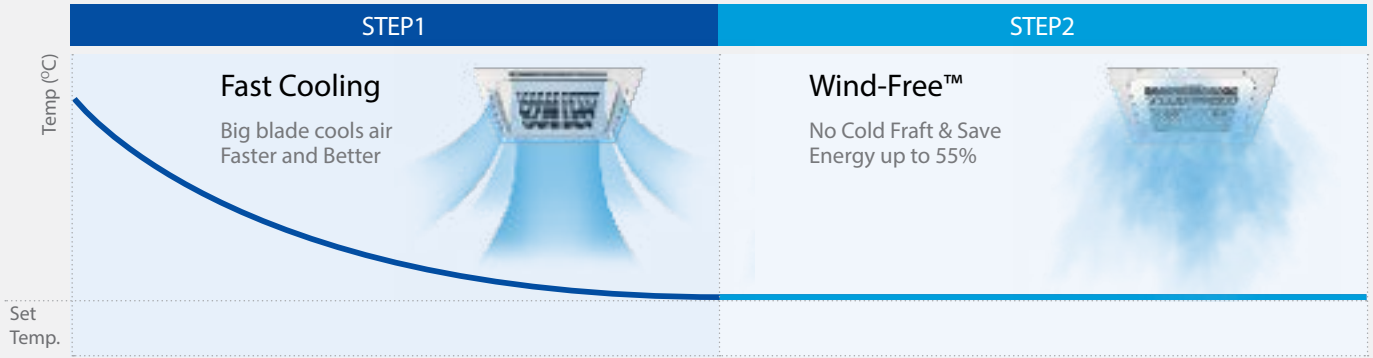 STEP1
STEP2
Temp (⁰C)
Fast Cooling
Big blade cools air
Faster and Better
Wind-Free™
No Cold Fraft & Save
Energy up to 55%
Set
Temp.